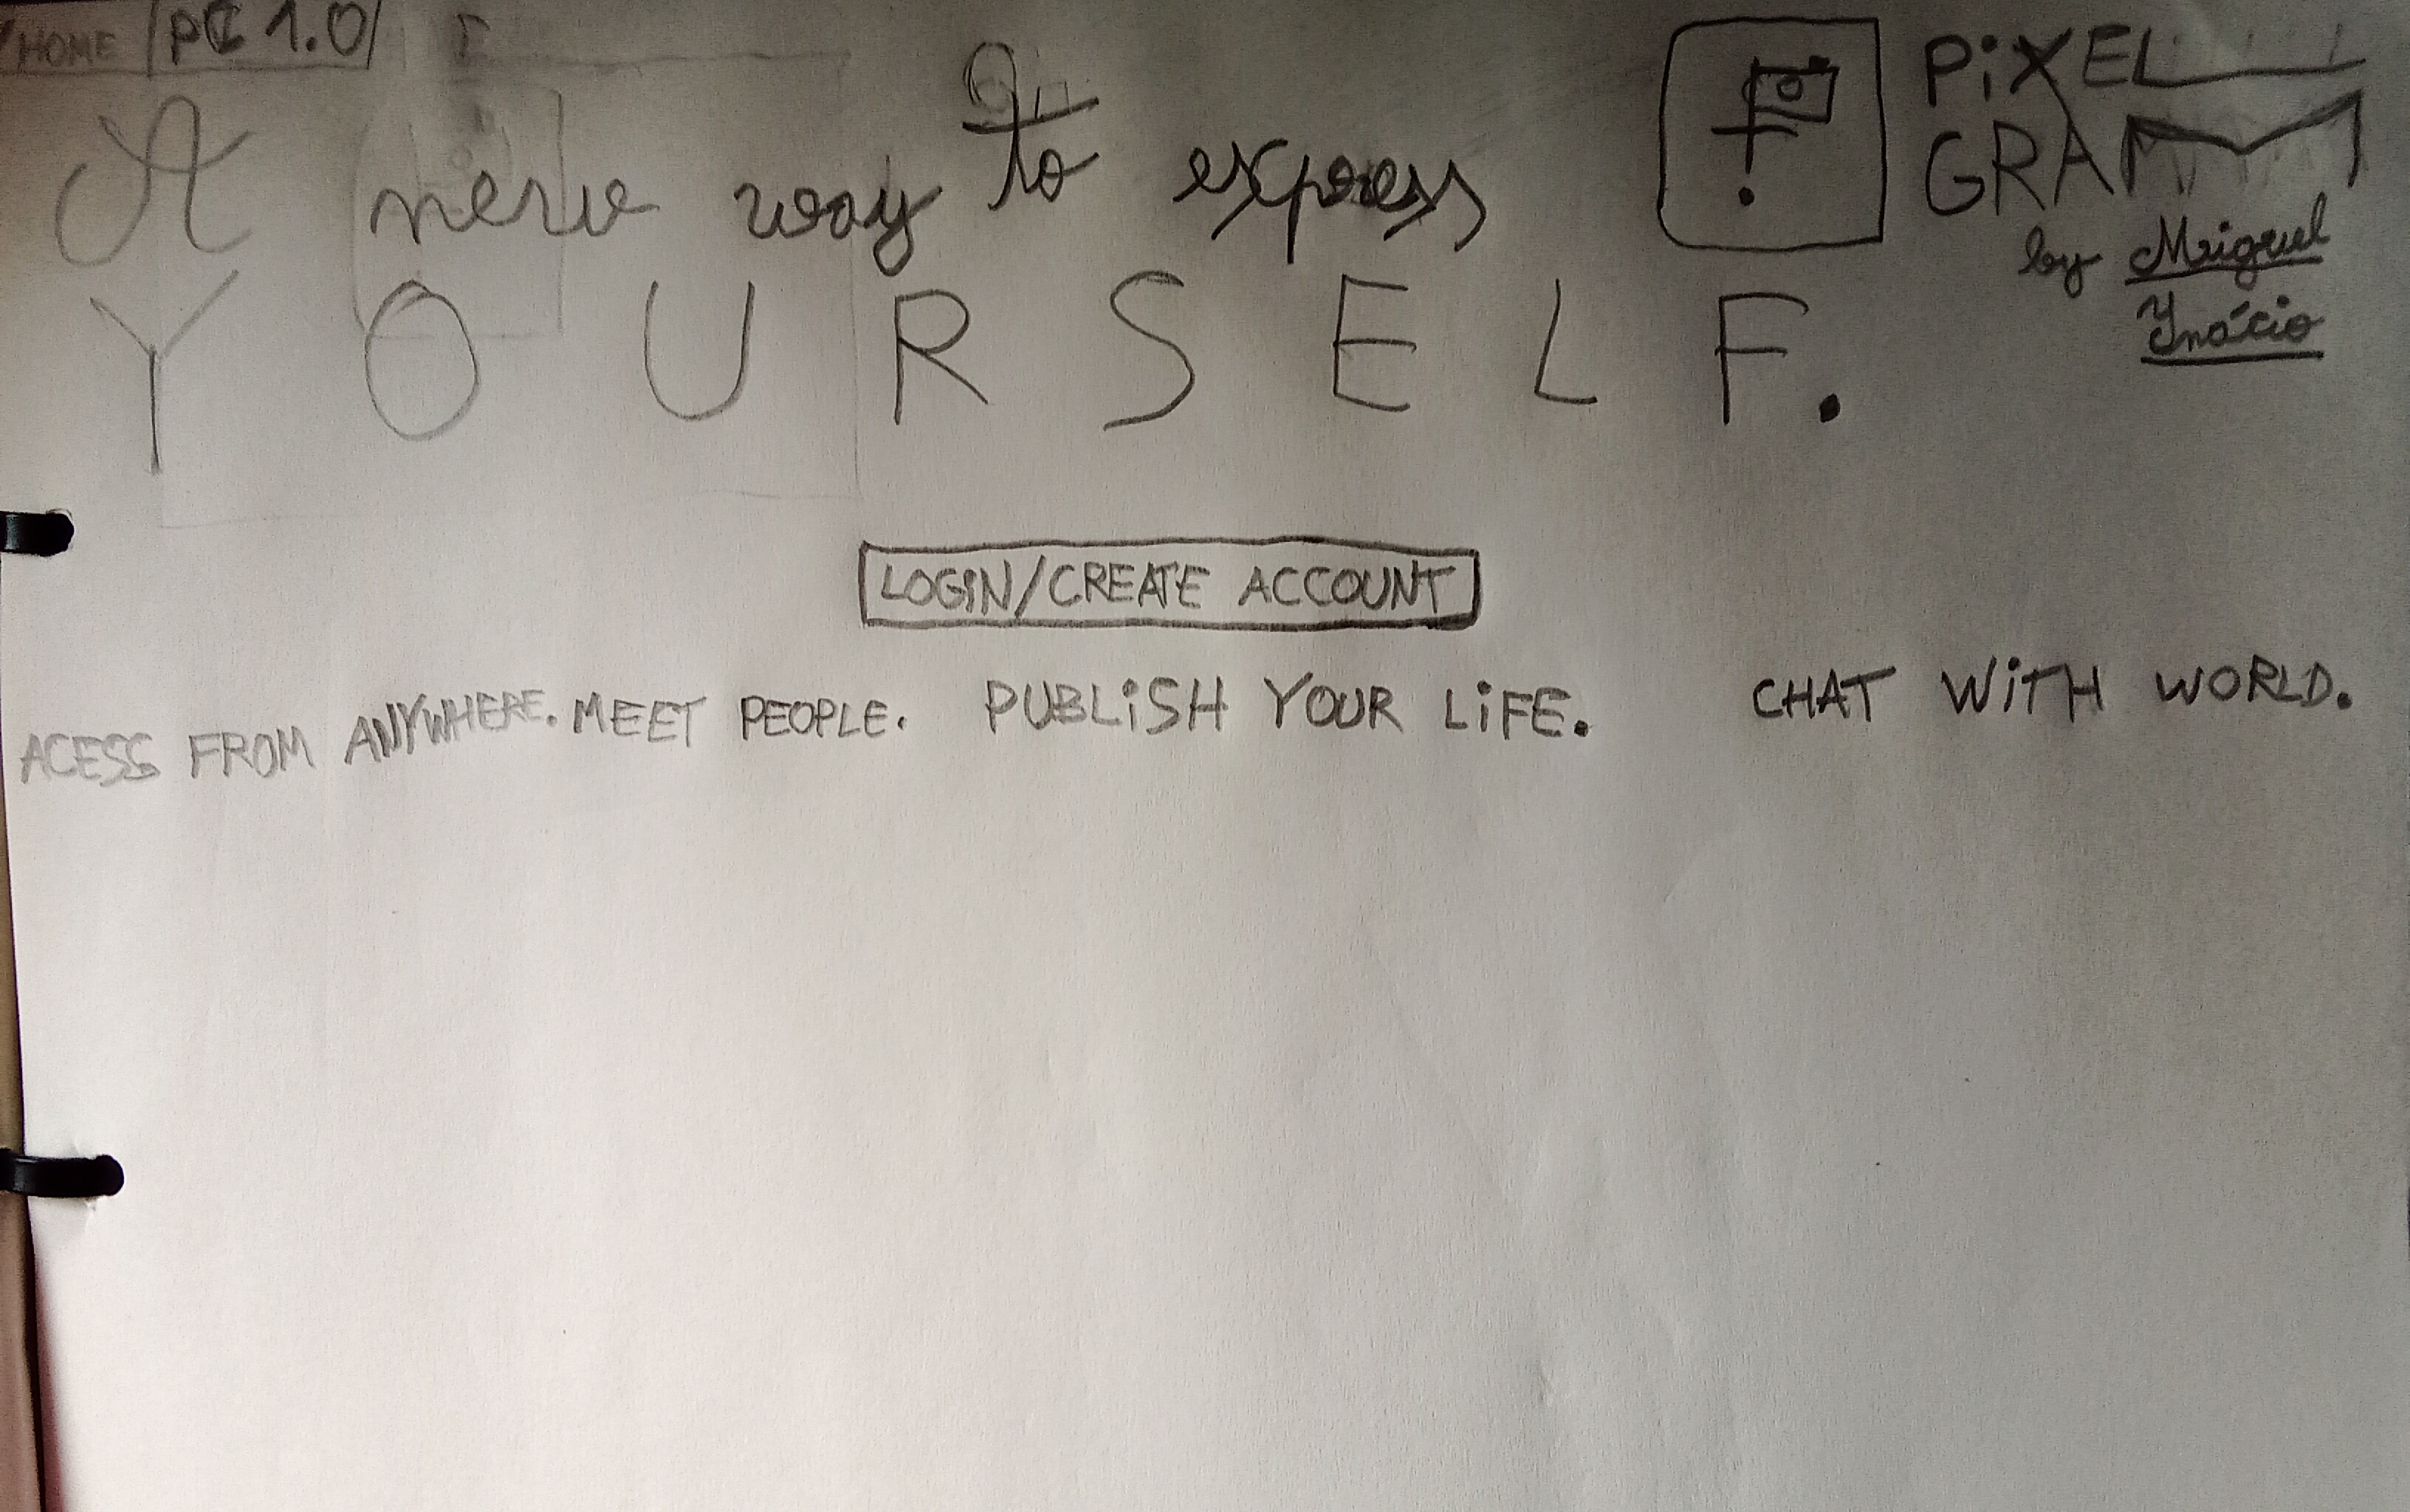 HOME PC 1.0
PiXEL
GRAM
by Miguel
Inácio
A new way to express
YOURSELF.
LOGIN/CREATE ACCOUNT
ACESS FROM ANYWHERE. MEET PEOPLE. PUBLiSH YOUR LiFE. CHAT WiTH WORLD.